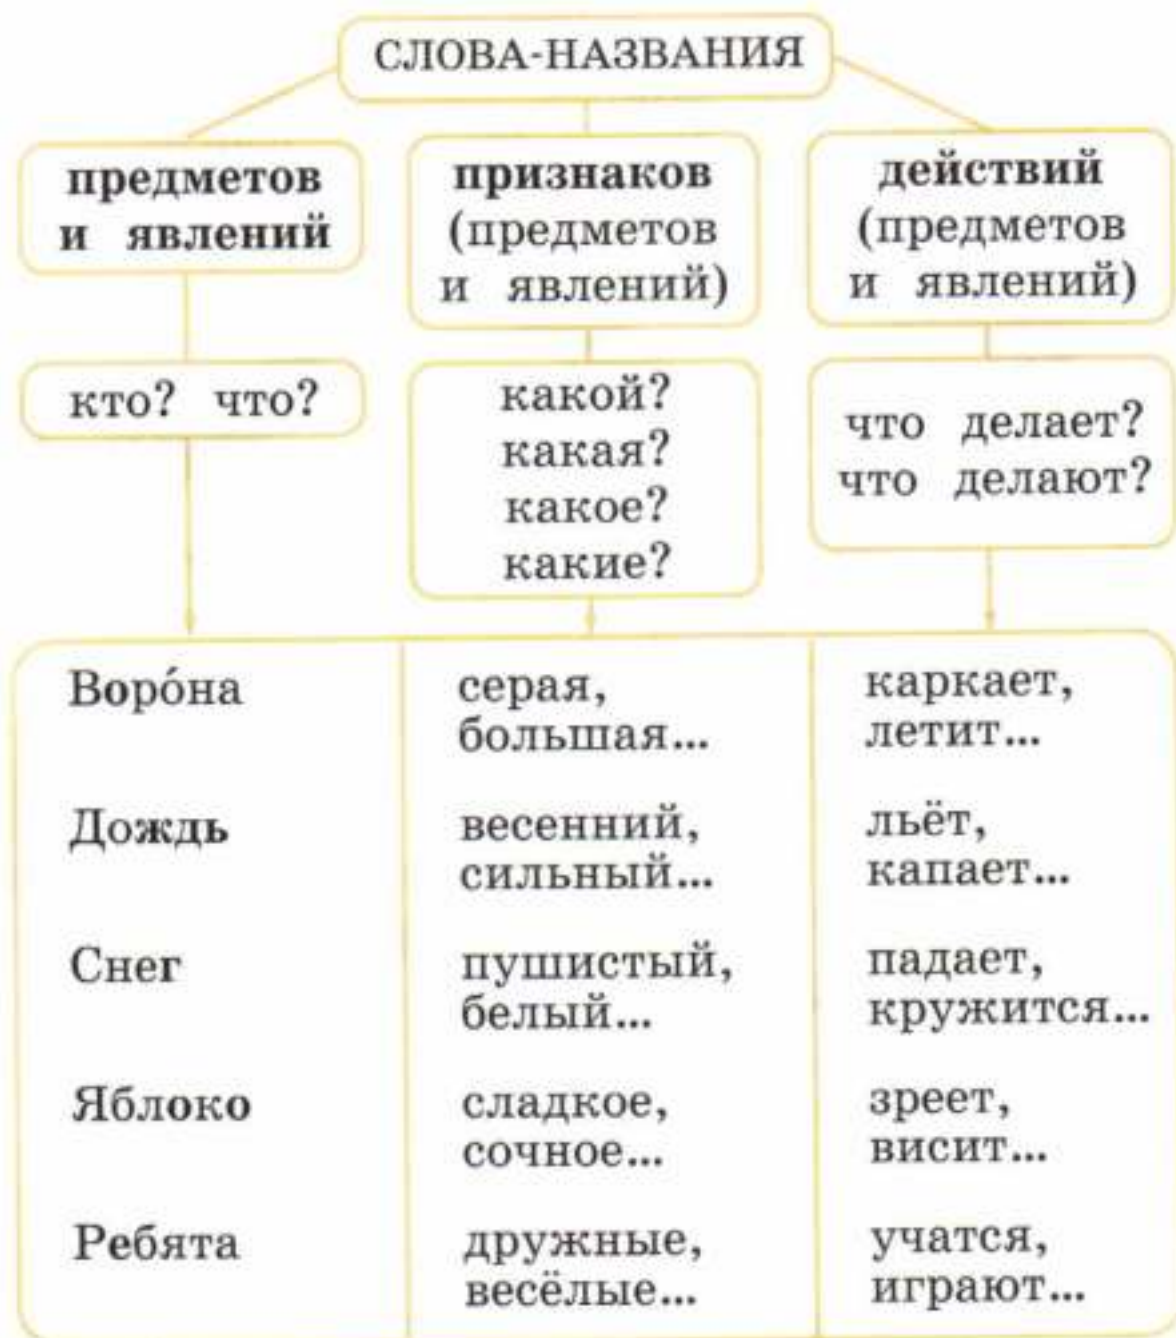 СЛОВА-НАЗВАНИЯ
предметов
и явлений
признаков
(предметов
и явлений)
действий
(предметов
и явлений)
кто? что?
какой?
какая?
какое?
какие?
что делает?
что делают?
Воро́на
серая,
большая...
каркает,
летит...
Дождь
весенний,
сильный...
льёт,
капает...
Снег
пушистый,
белый...
падает,
кружится...
Яблоко
сладкое,
сочное...
зреет,
висит...
Ребята
дружные,
весёлые...
учатся,
играют...